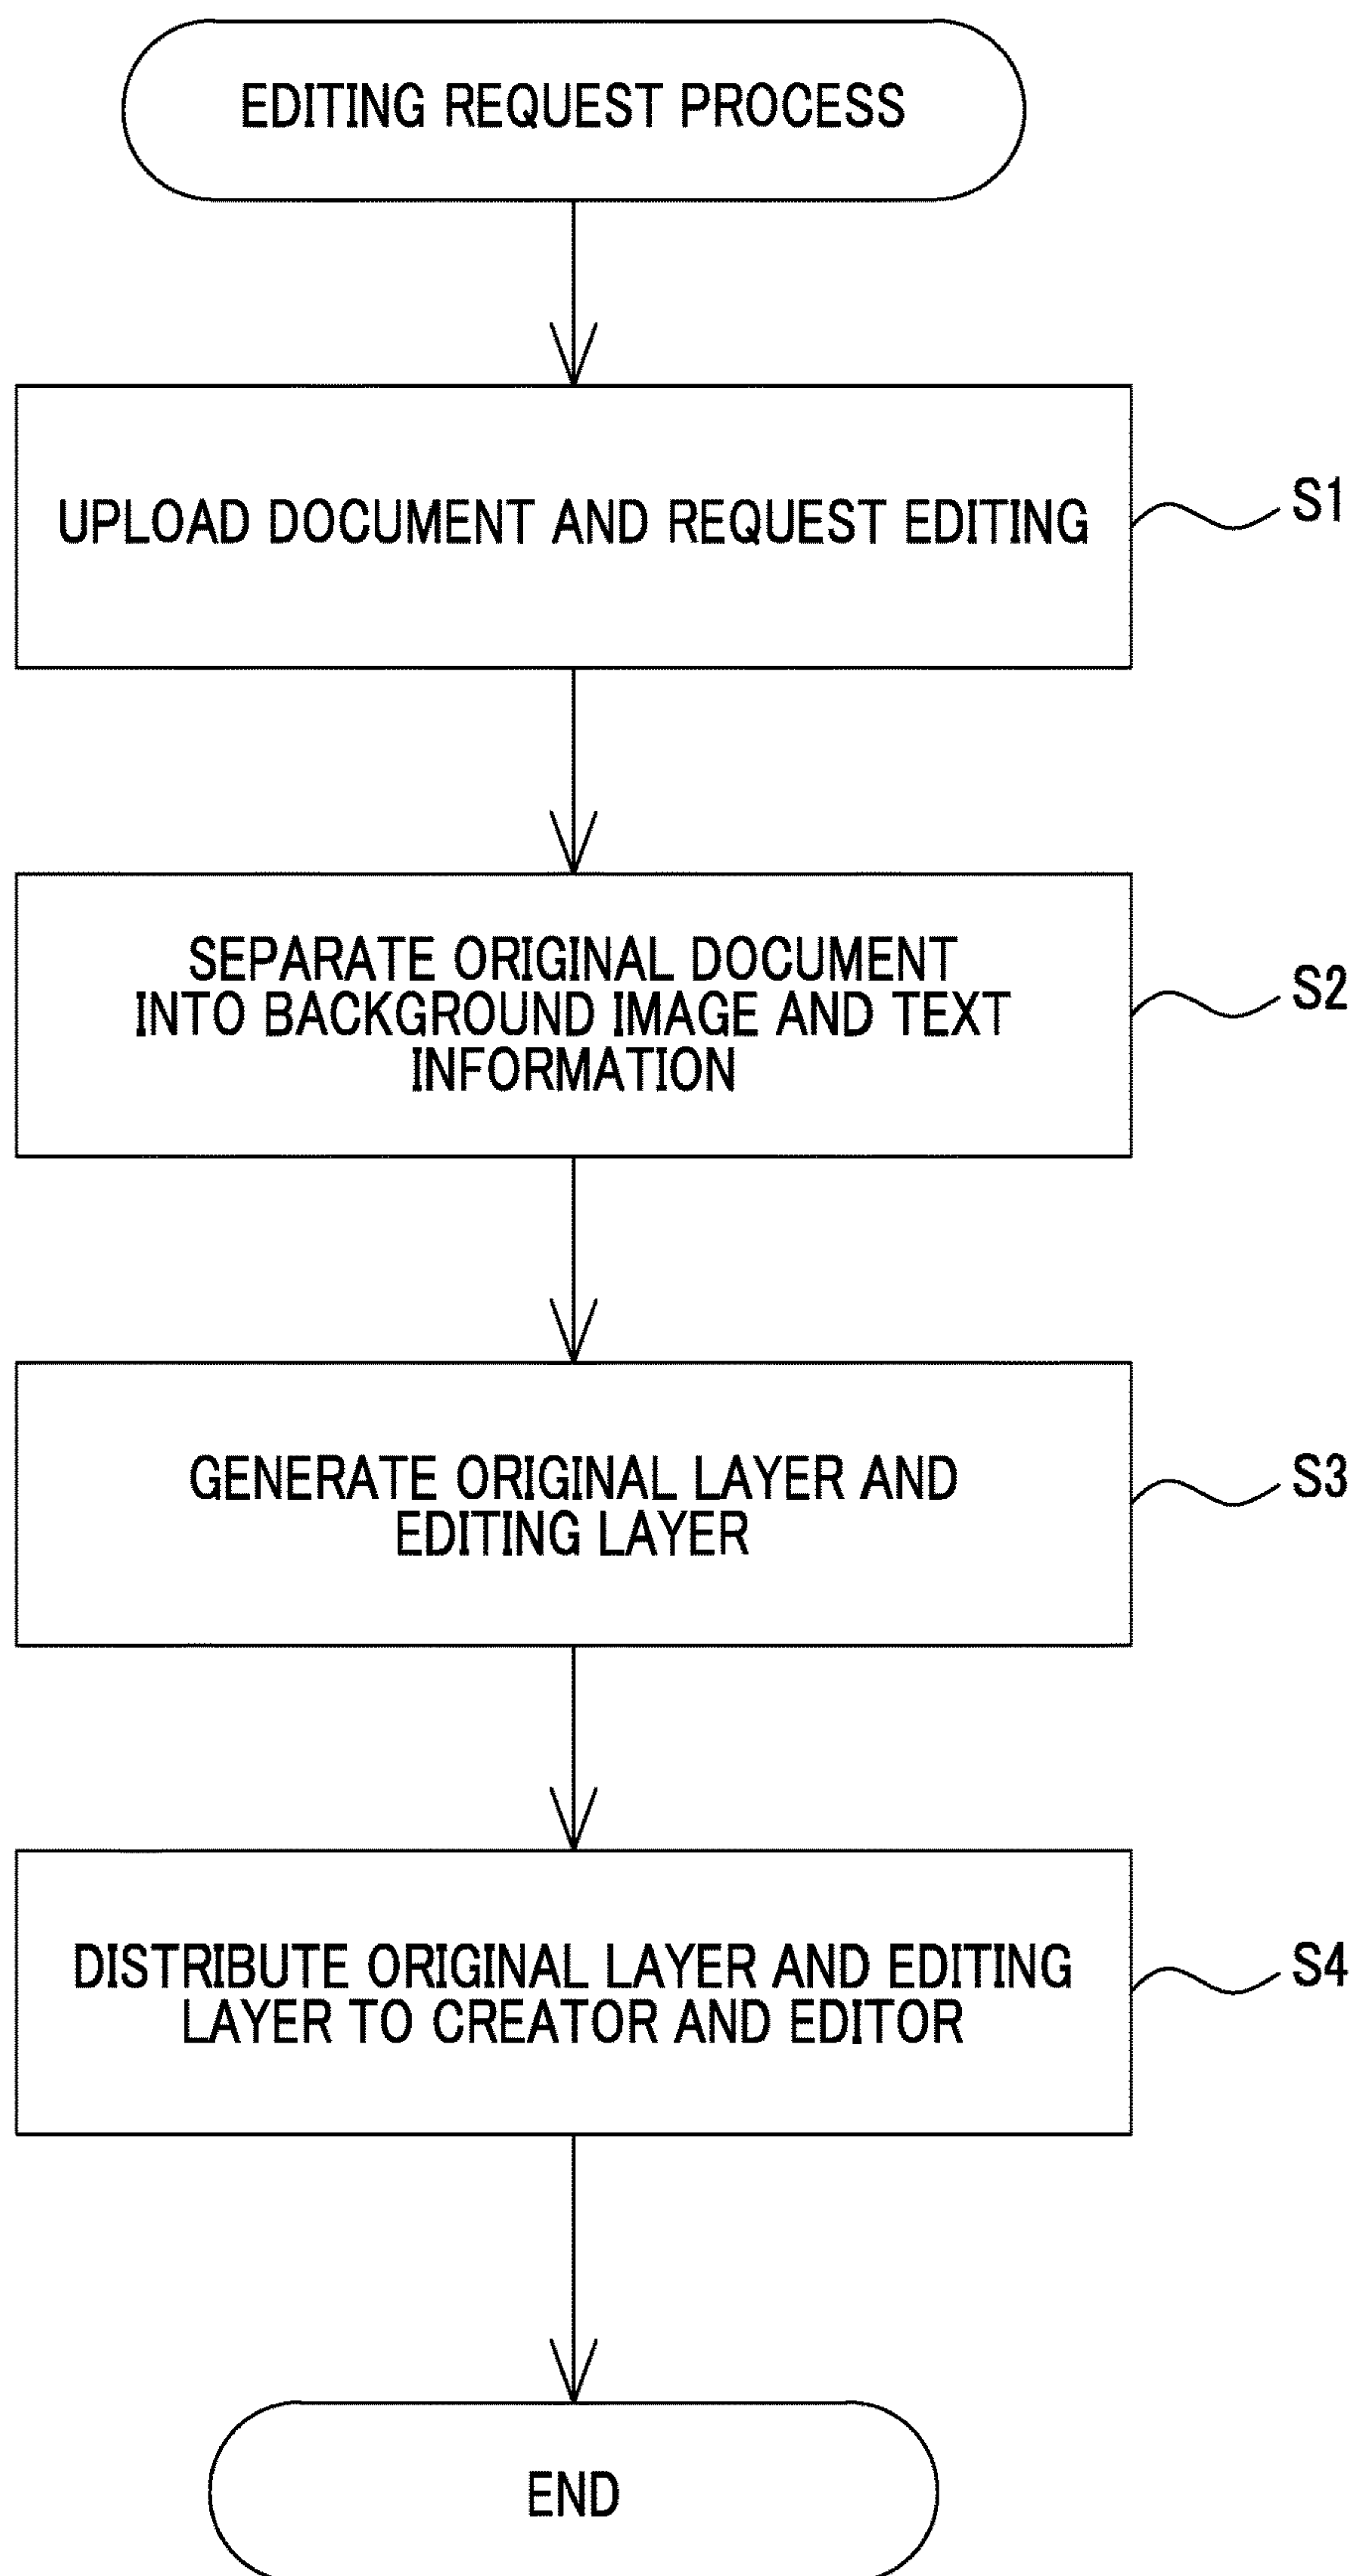 EDITING REQUEST PROCESS
UPLOAD DOCUMENT AND REQUEST EDITING
S1
SEPARATE ORIGINAL DOCUMENT
INTO BACKGROUND IMAGE AND TEXT
INFORMATION
S2
GENERATE ORIGINAL LAYER AND
EDITING LAYER
S3
DISTRIBUTE ORIGINAL LAYER AND EDITING
LAYER TO CREATOR AND EDITOR
S4
END